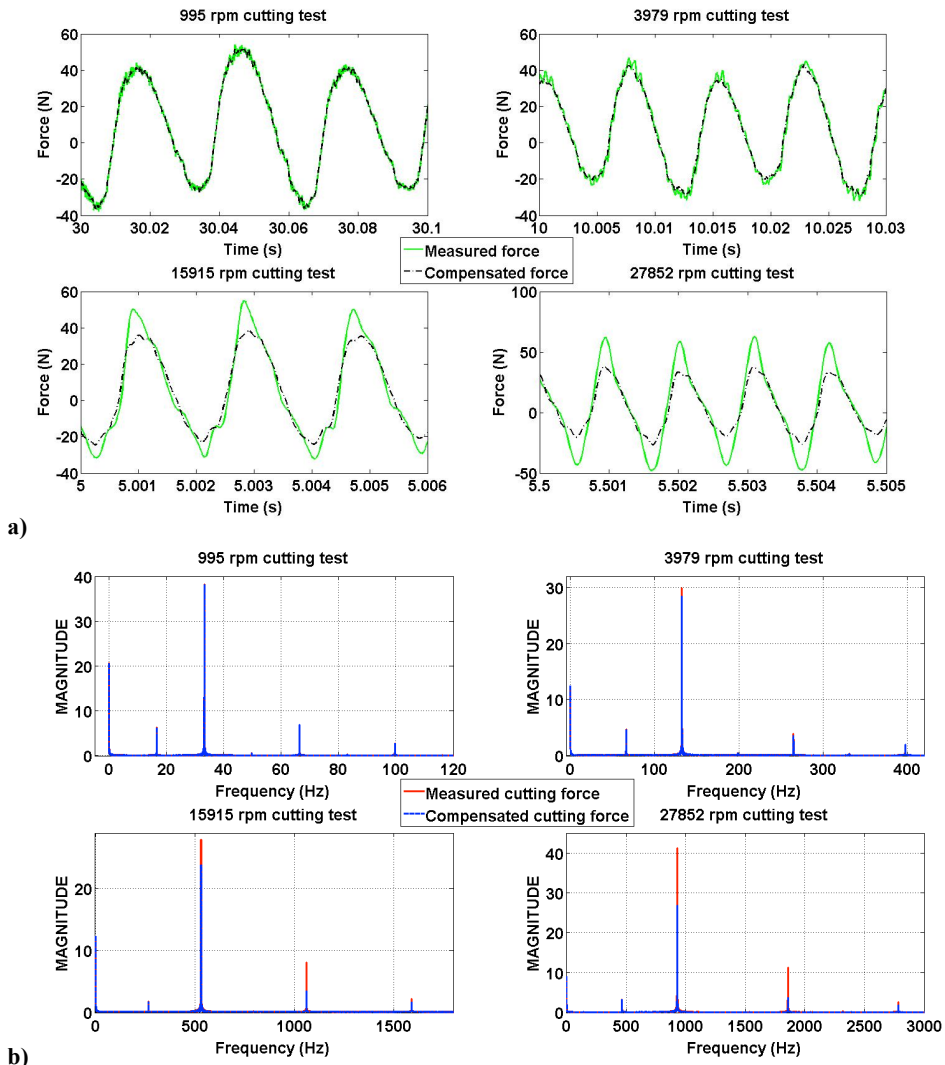 995 rpm cutting test
3979 rpm cutting test
60
40
20
0
-20
-40
Force (N)
30 30.02 30.04 30.06 30.08 30.1
Time (s)
60
40
20
0
-20
-40
Force (N)
10 10.005 10.01 10.015 10.02 10.025 10.03
Time (s)
Measured force
Compensated force
15915 rpm cutting test
27852 rpm cutting test
60
40
20
0
-20
-40
Force (N)
5 5.001 5.002 5.003 5.004 5.005 5.006
Time (s)
100
50
0
-50
Force (N)
5.5 5.501 5.502 5.503 5.504 5.505
Time (s)
a)
995 rpm cutting test
3979 rpm cutting test
40
30
20
10
0
MAGNITUDE
0 20 40 60 80 100 120
Frequency (Hz)
30
20
10
0
MAGNITUDE
0 100 200 300 400
Frequency (Hz)
Measured cutting force
Compensated cutting force
15915 rpm cutting test
27852 rpm cutting test
20
10
0
MAGNITUDE
0 500 1000 1500
Frequency (Hz)
40
30
20
10
0
MAGNITUDE
0 500 1000 1500 2000 2500 3000
Frequency (Hz)
b)